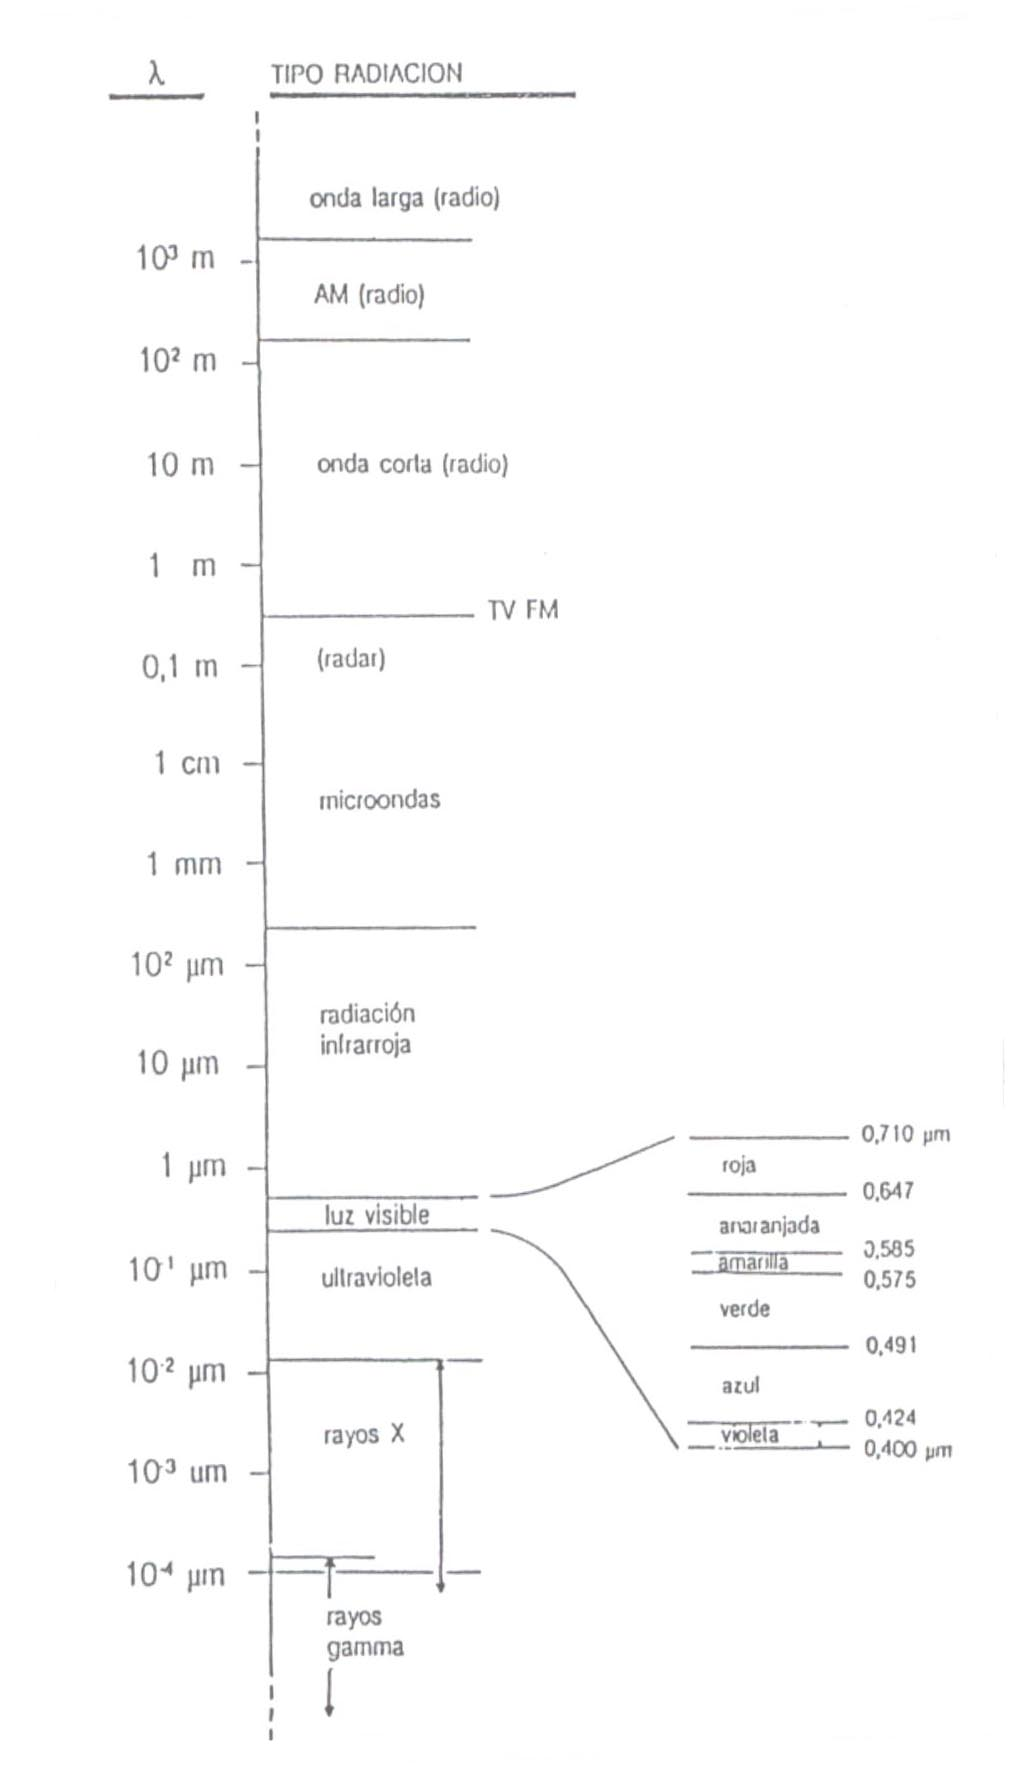 λ TIPO RADIACION
onda larga (radio)
10³ m
AM (radio)
10² m
10 m onda corta (radio)
1 m
TV FM
0,1 m (radar)
1 cm
microondas
1 mm
10² µm
radiación
infrarroja
10 µm
0,710 µm
1 µm roja
0,647
luz visible anaranjada
0,585
amarilla
10⁻¹ µm ultravioleta 0,575
verde
0,491
10⁻² µm azul
0,424
rayos X violeta
0,400 µm
10⁻³ um
10⁻⁴ µm
rayos
gamma